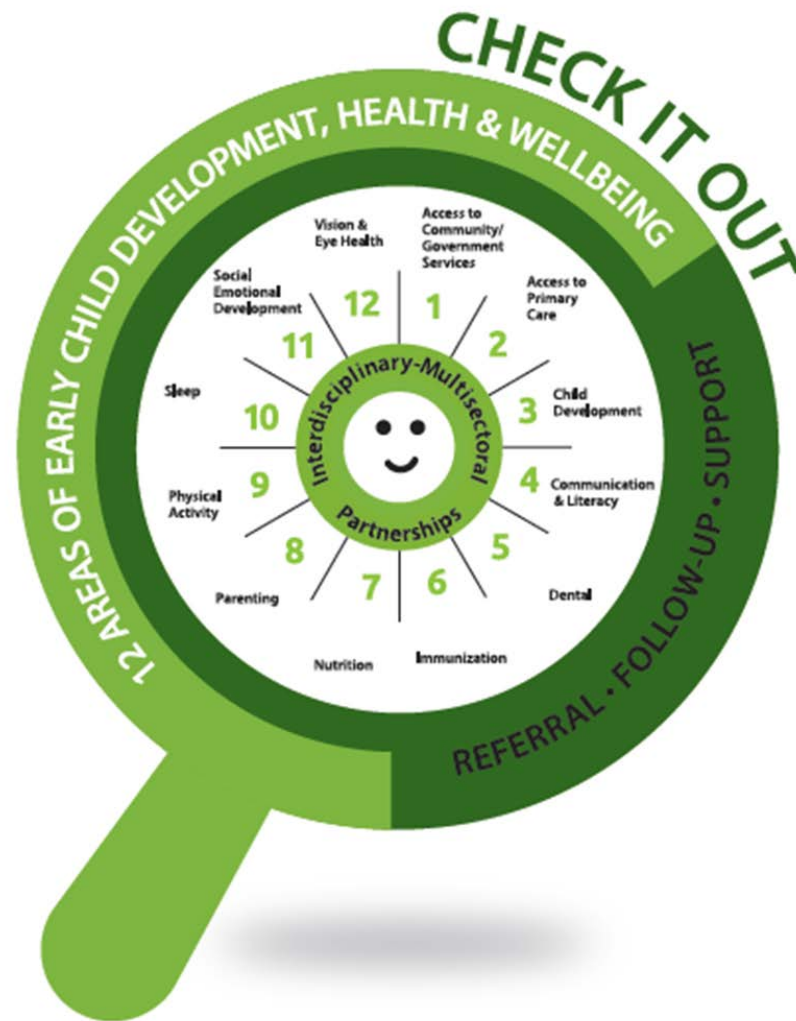 CHECK IT OUT
12 AREAS OF EARLY CHILD DEVELOPMENT, HEALTH & WELLBEING
REFERRAL • FOLLOW-UP • SUPPORT
Interdisciplinary-Multisectoral
Partnerships
1
Access to
Community/
Government
Services
2
Access to
Primary
Care
3
Child
Development
4
Communication
& Literacy
5
Dental
6
Immunization
7
Nutrition
8
Parenting
9
Physical
Activity
10
Sleep
11
Social
Emotional
Development
12
Vision &
Eye Health